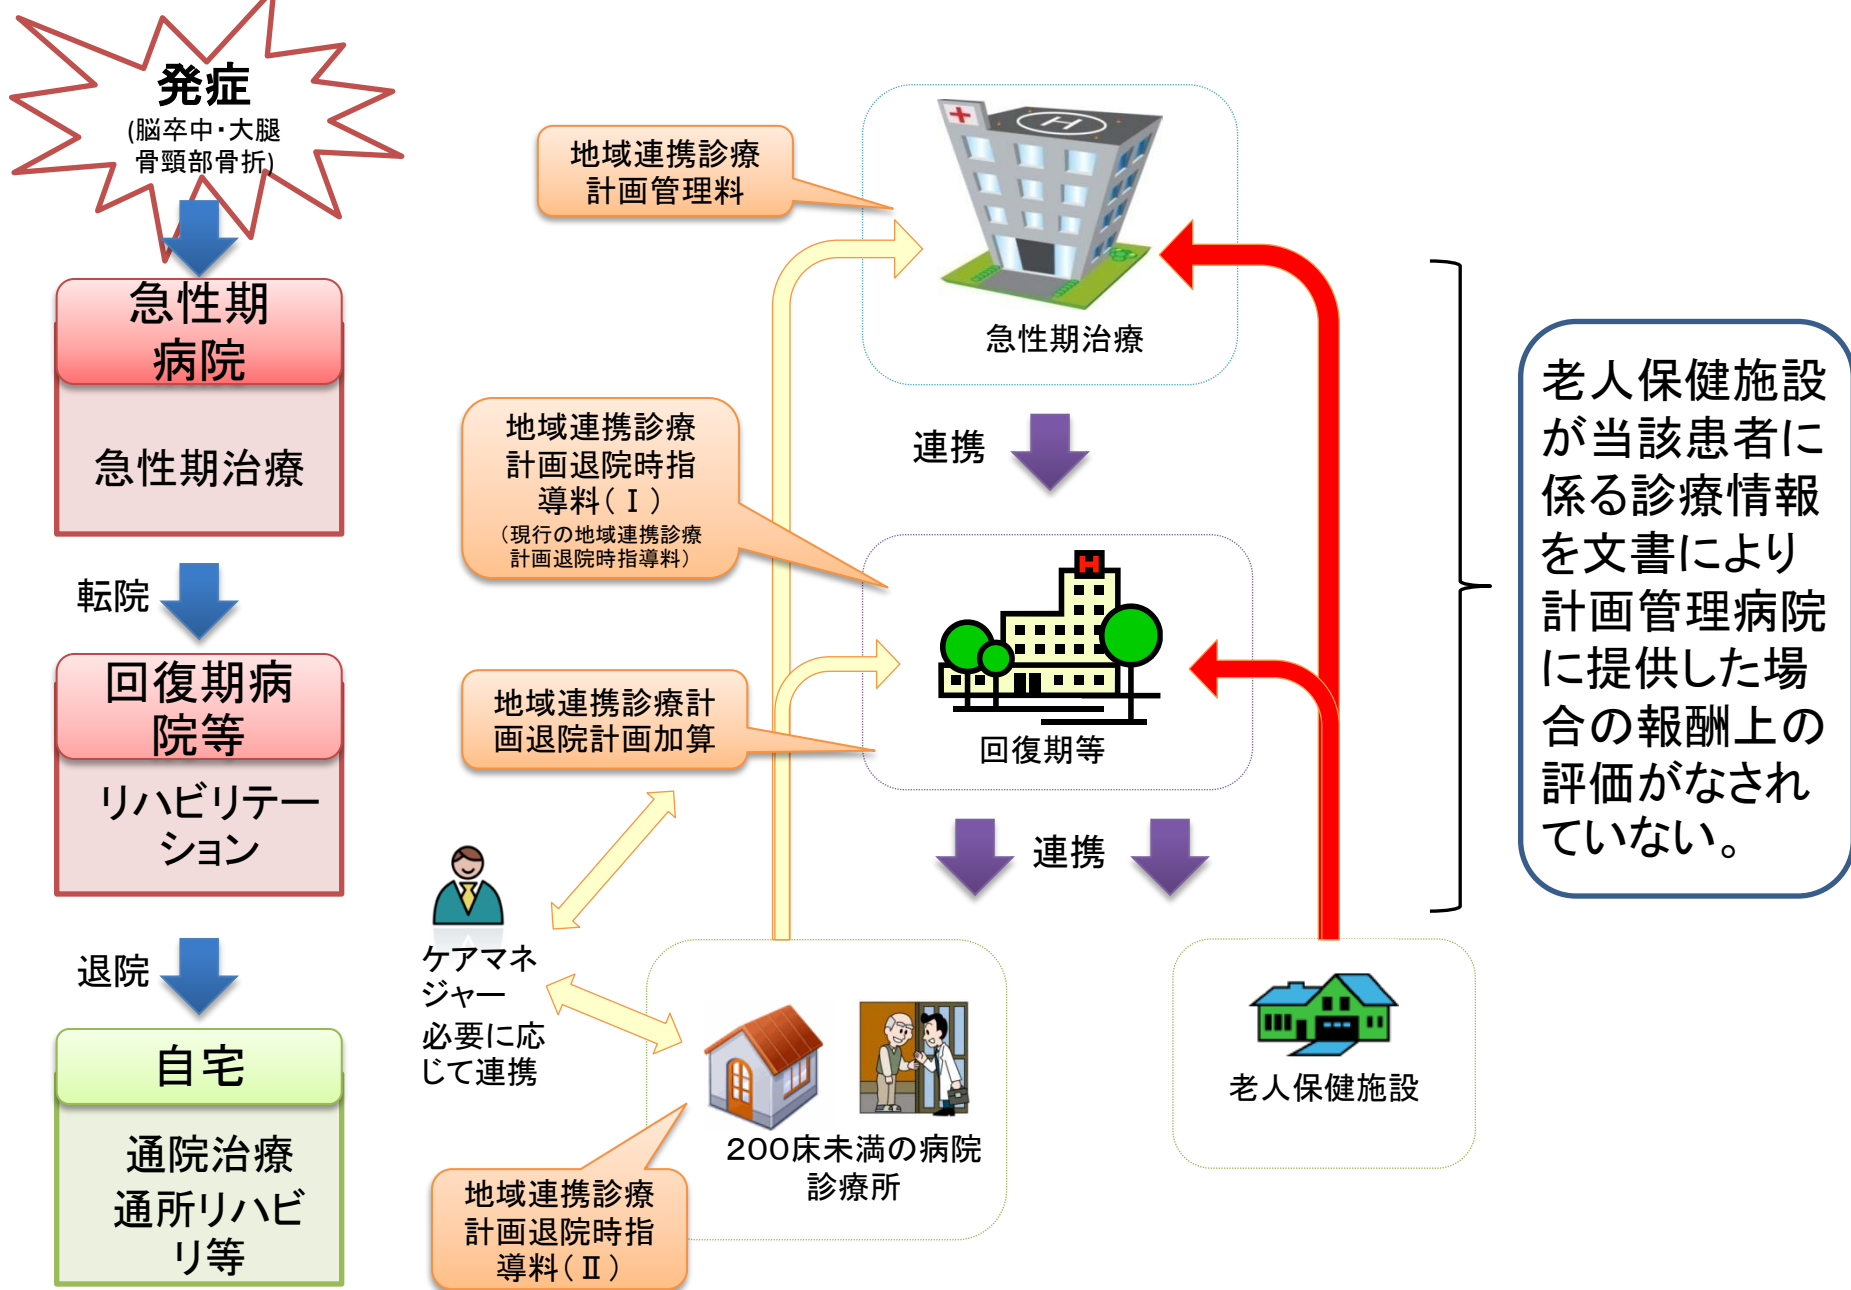 発症
(脳卒中・大腿
骨頸部骨折)
急性期
病院
急性期治療
転院
回復期病
院等
リハビリテー
ション
退院
自宅
通院治療
通所リハビ
リ等
地域連携診療
計画管理料
急性期治療
地域連携診療
計画退院時指
導料(Ⅰ)
(現行の地域連携診療
計画退院時指導料)
連携
地域連携診療計
画退院計画加算
回復期等
連携
ケアマネ
ジャー
必要に応
じて連携
200床未満の病院
診療所
地域連携診療
計画退院時指
導料(Ⅱ)
老人保健施設
老人保健施設
が当該患者に
係る診療情報
を文書により
計画管理病院
に提供した場
合の報酬上の
評価がなされ
ていない。
H
H